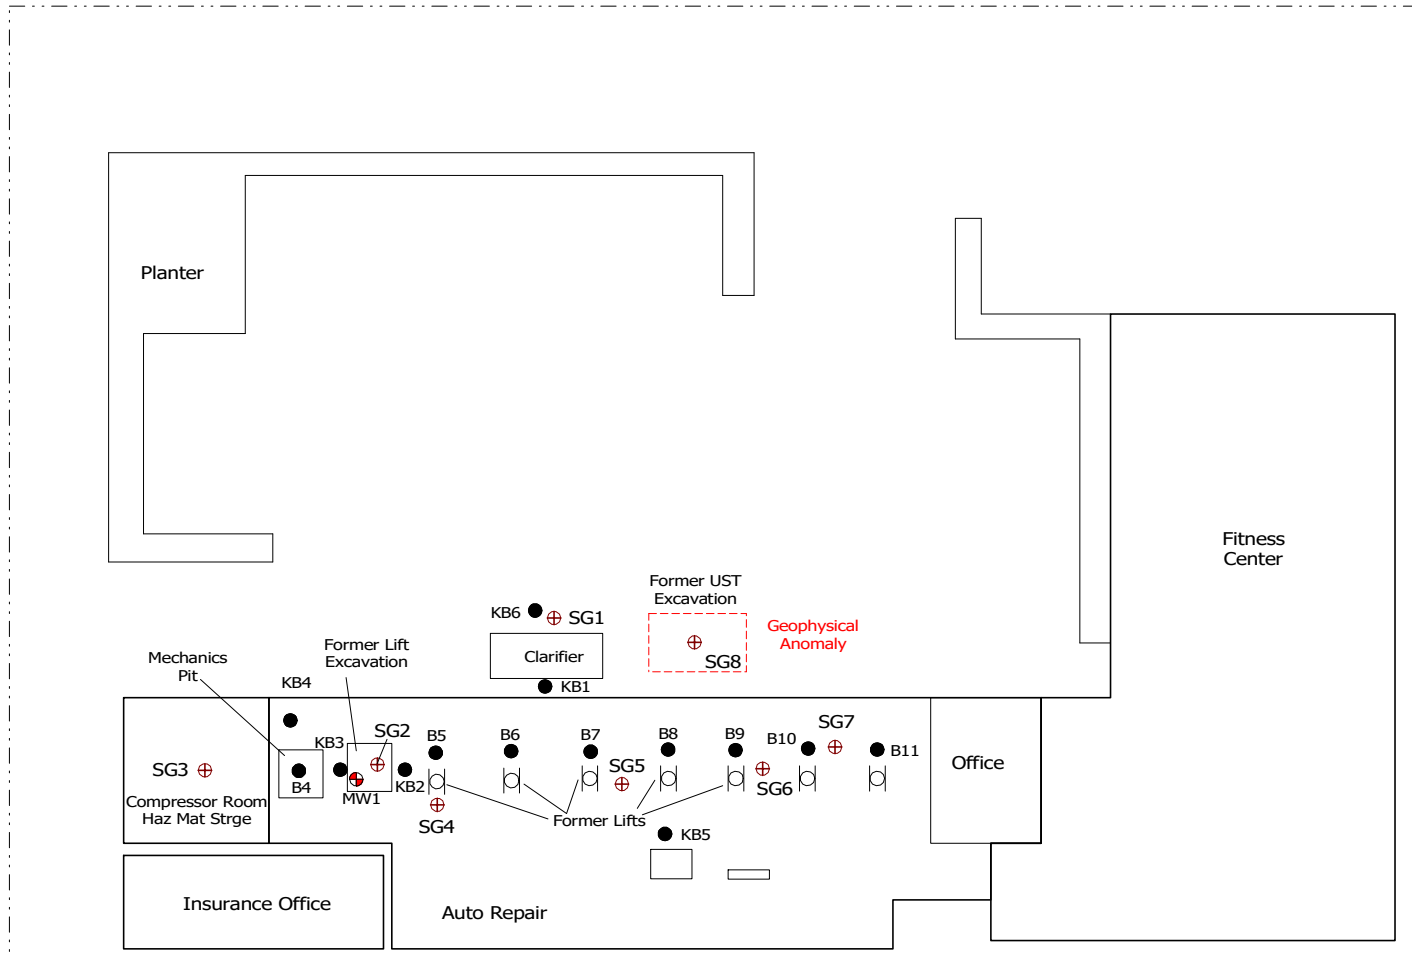 Planter
Fitness
Center
Former UST
Excavation
KB6
SG1
Geophysical
Anomaly
Former Lift
Excavation
Mechanics
Pit
Clarifier
SG8
KB4
KB1
SG2
SG7
KB3
B5
B6
B7
B8
B9
B10
B11
SG3
B4
MW1
KB2
SG5
SG6
Office
Compressor Room
Haz Mat Strge
SG4
Former Lifts
KB5
Insurance Office
Auto Repair